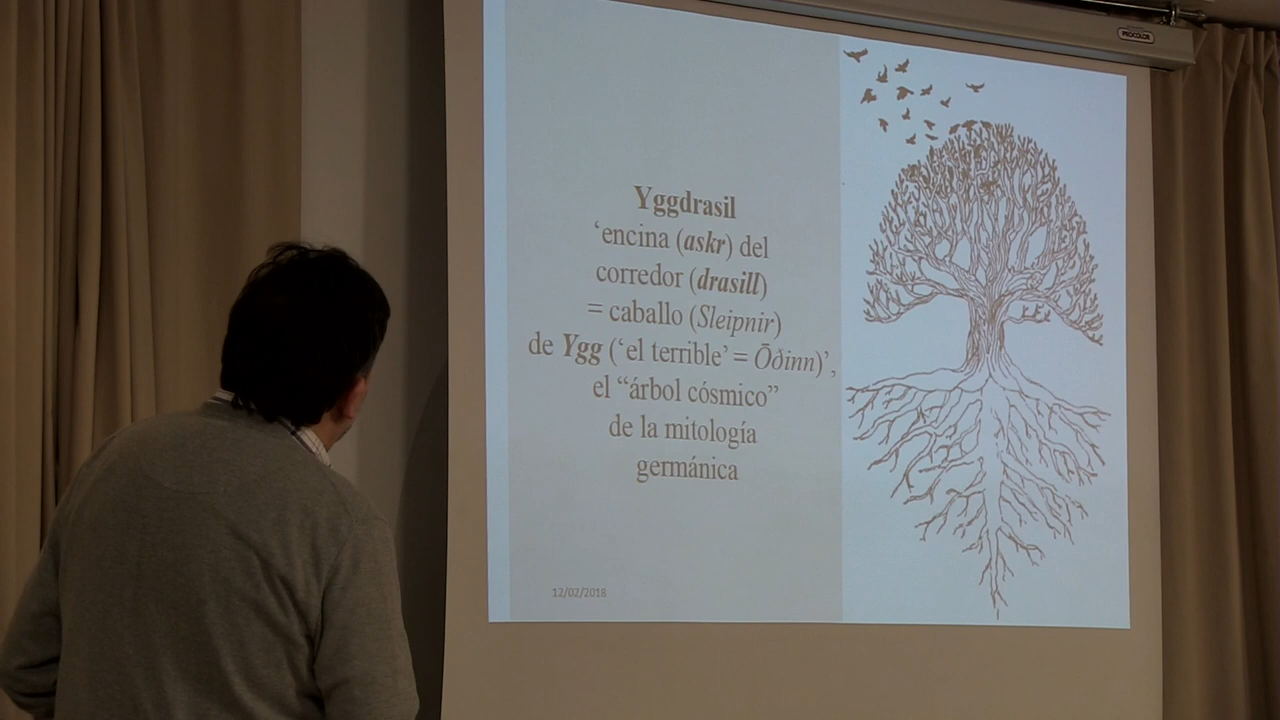 PROCOLOR
Yggdrasil
‘encina (askr) del
corredor (drasill)
= caballo (Sleipnir)
de Ygg (‘el terrible’ = Ōðinn)’,
el “árbol cósmico”
de la mitología
germánica
12/02/2018